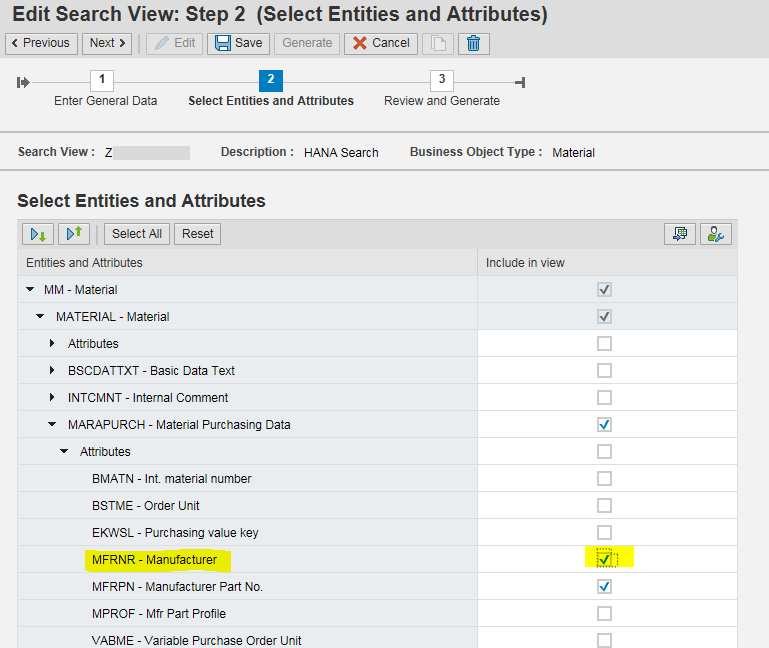 Edit Search View: Step 2 (Select Entities and Attributes)
Previous Next Edit Save Generate Cancel
1 2 3
Enter General Data Select Entities and Attributes Review and Generate
Search View : Z Description : HANA Search Business Object Type : Material
Select Entities and Attributes
Select All Reset
Entities and Attributes Include in view
MM - Material
MATERIAL - Material
Attributes
BSCDATTXT - Basic Data Text
INTCMNT - Internal Comment
MARAPURCH - Material Purchasing Data
Attributes
BMATN - Int. material number
BSTME - Order Unit
EKWSL - Purchasing value key
MFRNR - Manufacturer
MFRPN - Manufacturer Part No.
MPROF - Mfr Part Profile
VABME - Variable Purchase Order Unit